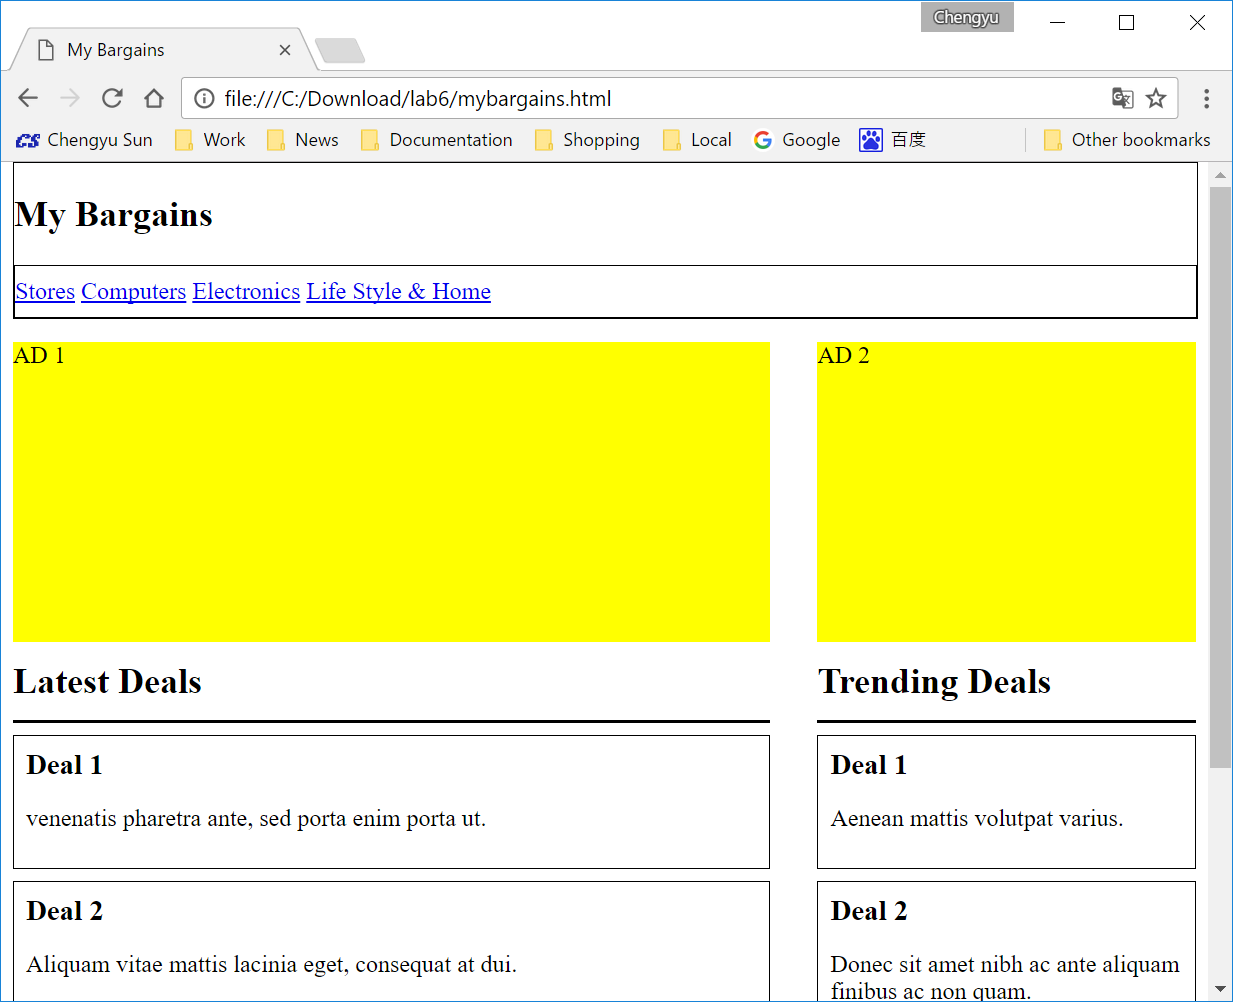 Chengyu
My Bargains
file:///C:/Download/lab6/mybargains.html
CS Chengyu Sun Work News Documentation Shopping Local Google 百度 Other bookmarks
My Bargains
Stores Computers Electronics Life Style & Home
AD 1
AD 2
Latest Deals
Deal 1
venenatis pharetra ante, sed porta enim porta ut.
Deal 2
Aliquam vitae mattis lacinia eget, consequat at dui.
Trending Deals
Deal 1
Aenean mattis volutpat varius.
Deal 2
Donec sit amet nibh ac ante aliquam
finibus ac non quam.